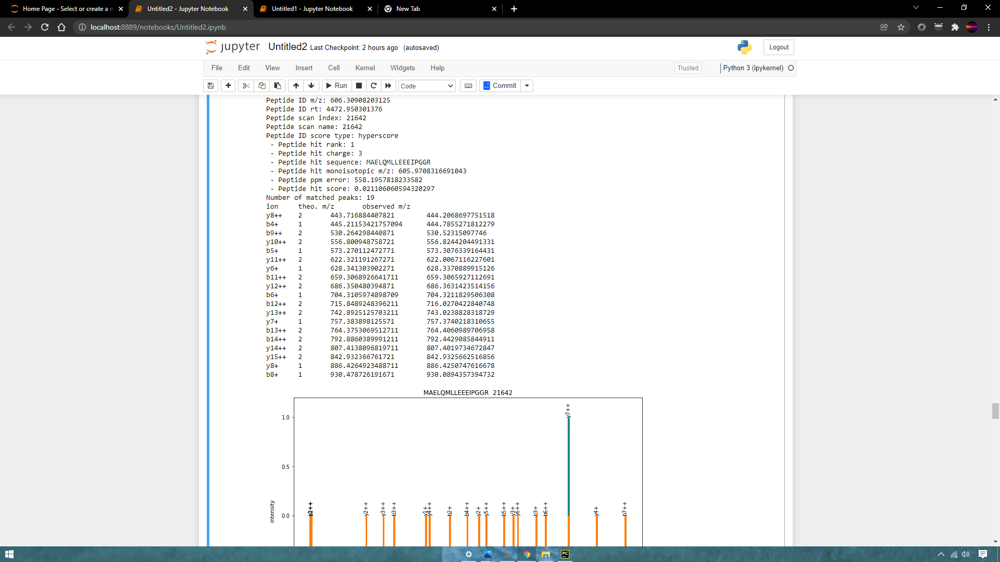 Home Page - Select or create a n
Untitled2 - Jupyter Notebook
Untitled1 - Jupyter Notebook
New Tab
localhost:8889/notebooks/Untitled2.ipynb
jupyter Untitled2 Last Checkpoint: 2 hours ago (autosaved)
Logout
File Edit View Insert Cell Kernel Widgets Help
Trusted
Python 3 (ipykernel)
Run
Code
Commit
Peptide ID m/z: 606.30908203125
Peptide ID rt: 4472.950301376
Peptide scan index: 21642
Peptide scan name: 21642
Peptide ID score type: hyperscore
- Peptide hit rank: 1
- Peptide hit charge: 3
- Peptide hit sequence: MAELQMLLEEEIPGGR
- Peptide hit monoisotopic m/z: 605.9708316691043
- Peptide ppm error: 558.1957818233582
- Peptide hit score: 0.021106060594320297
Number of matched peaks: 19
ion theo. m/z observed m/z
y8++ 2 443.716884407821 444.2068697751518
b4+ 1 445.21153421757094 444.7855271812279
b9++ 2 530.264298440871 530.52315097746
y10++ 2 556.800948758721 556.8244204491331
b5+ 1 573.270112472771 573.3076339164431
y11++ 2 622.321191267271 622.0067116227601
y6+ 1 628.341303902271 628.3370889915126
b11++ 2 659.3068926641711 659.3065927112691
y12++ 2 686.350480394871 686.3631423514156
b6+ 1 704.3105974898709 704.3211829506308
b12++ 2 715.8489248396211 716.0270422840748
y13++ 2 742.8925125703211 743.0238828318729
y7+ 1 757.383898125571 757.3740218310655
b13++ 2 764.3753069512711 764.4060989706958
b14++ 2 792.8860389991211 792.4429085844911
y14++ 2 807.4138096819711 807.4019734672847
y15++ 2 842.932366761721 842.9325662516856
y8+ 1 886.4264923488711 886.4250747616678
b8+ 1 930.478726191671 930.0894357394732
MAELQMLLEEEIPGGR 21642
y7++
1.0
0.5
0.0
intensity
y2++
y3++
b3++
y1+
y4++
b2+
b4++
y2+
y5++
b5++
y3+
y6++
b3+
b6++
y4+
b7++
PC